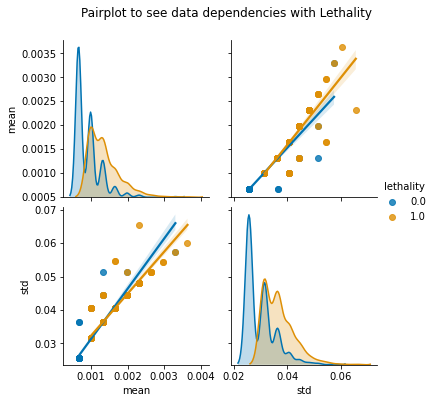 Pairplot to see data dependencies with Lethality
0.0035
0.0030
0.0025
0.0020
0.0015
0.0010
0.0005
mean
lethality
0.0
1.0
0.07
0.06
0.05
0.04
0.03
std
0.001 0.002 0.003 0.004
mean
0.02 0.04 0.06
std